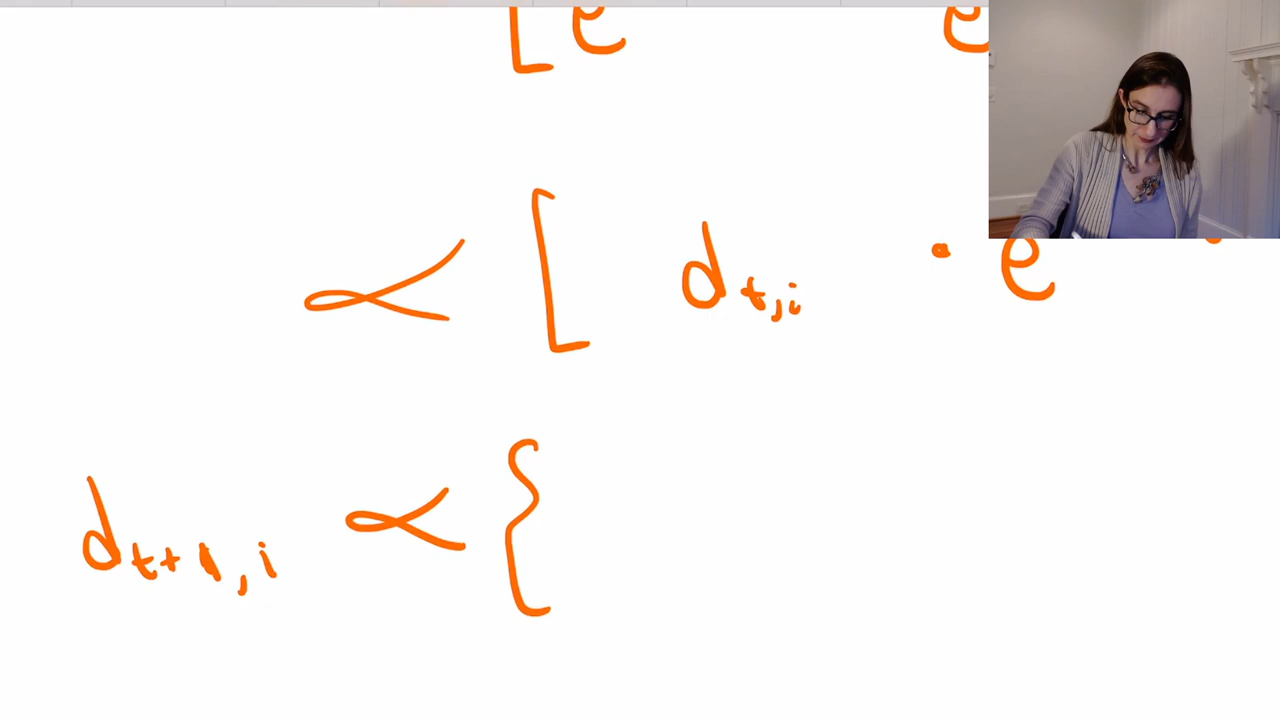 [ e e
∝ [ d_{t,i} · e
d_{t+1,i} ∝ {